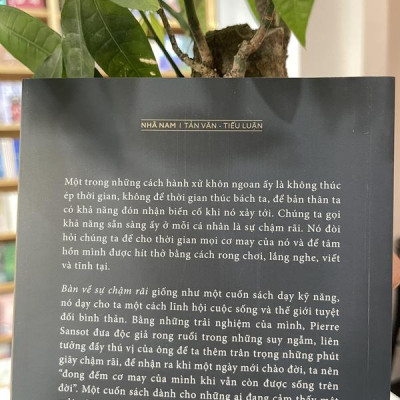 NHÃ NAM | TẢN VĂN - TIỂU LUẬN
Một trong những cách hành xử khôn ngoan ấy là không thúc
ép thời gian, không để thời gian thúc bách ta, để bản thân ta
có khả năng đón nhận biến cố khi nó xảy tới. Chúng ta gọi
khả năng sẵn sàng ấy ở mỗi cá nhân là sự chậm rãi. Nó đòi
hỏi chúng ta để cho thời gian mọi cơ may của nó và để tâm
hồn mình được hít thở bằng cách rong chơi, lắng nghe, viết
và tĩnh tại.
Bàn về sự chậm rãi giống như một cuốn sách dạy kỹ năng,
nó dạy cho ta một cách lĩnh hội cuộc sống và thế giới tuyệt
đối bình thản. Bằng những trải nghiệm của mình, Pierre
Sansot đưa độc giả rong ruổi trong những suy ngẫm, liên
tưởng đầy thú vị của ông để ta thêm trân trọng những phút
giây chậm rãi, để nhận ra khi một ngày mới chào đời, ta nên
"đong đếm cơ may của mình khi vẫn còn được sống trên
đời". Một cuốn sách dành cho những ai đang cảm thấy mệt